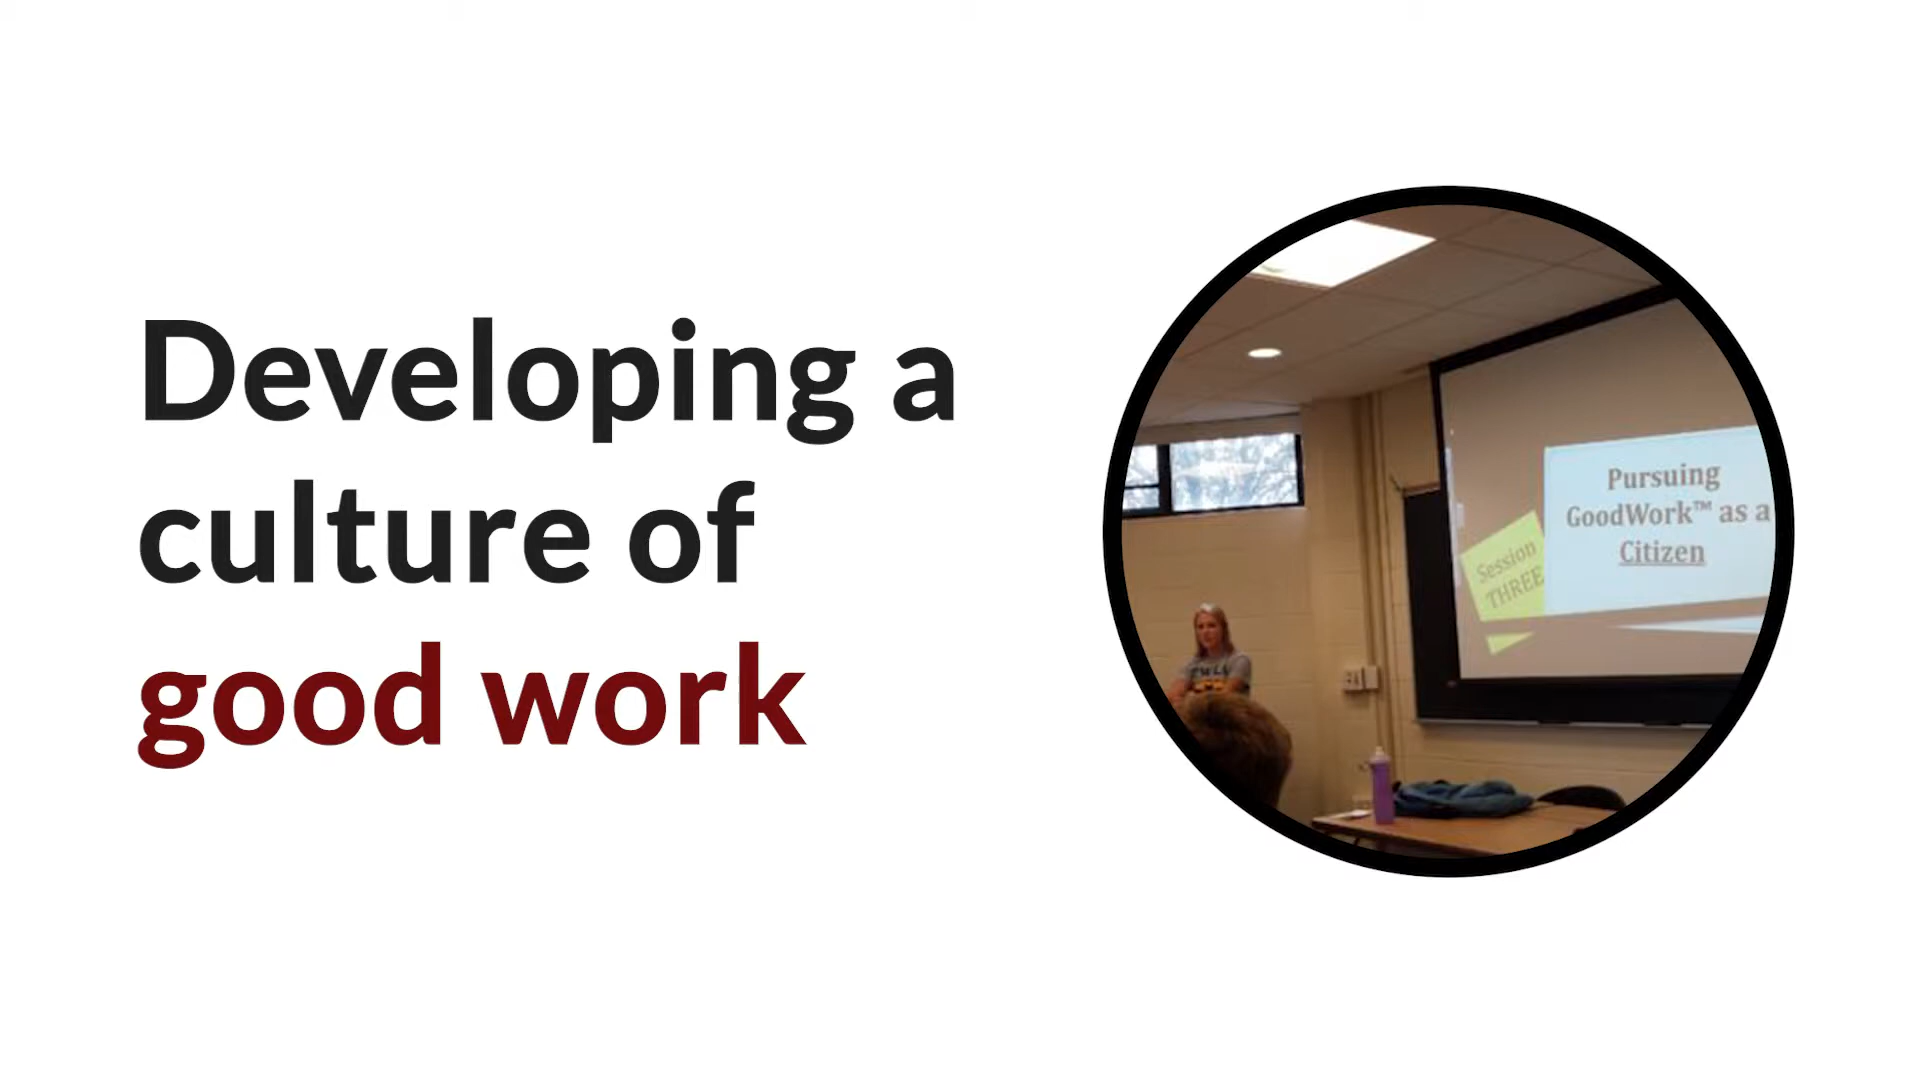 Developing a
culture of
good work
Pursuing
GoodWork™ as a
Citizen
Session
THREE